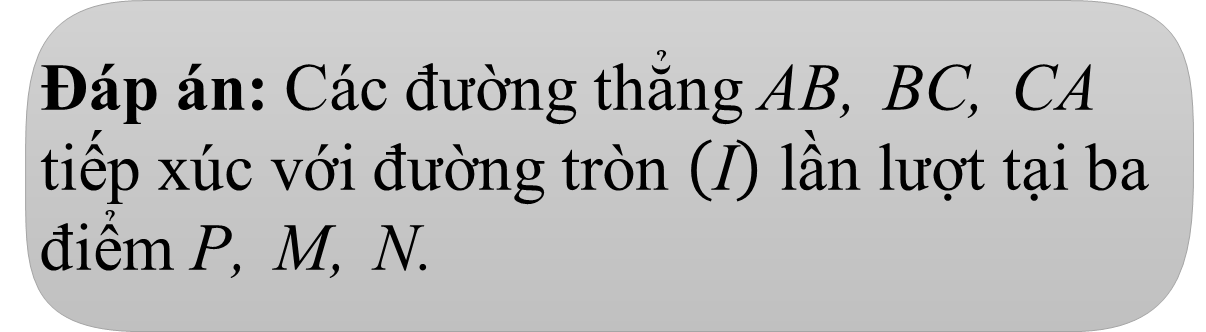 Đáp án: Các đường thẳng AB, BC, CA
tiếp xúc với đường tròn (I) lần lượt tại ba
điểm P, M, N.